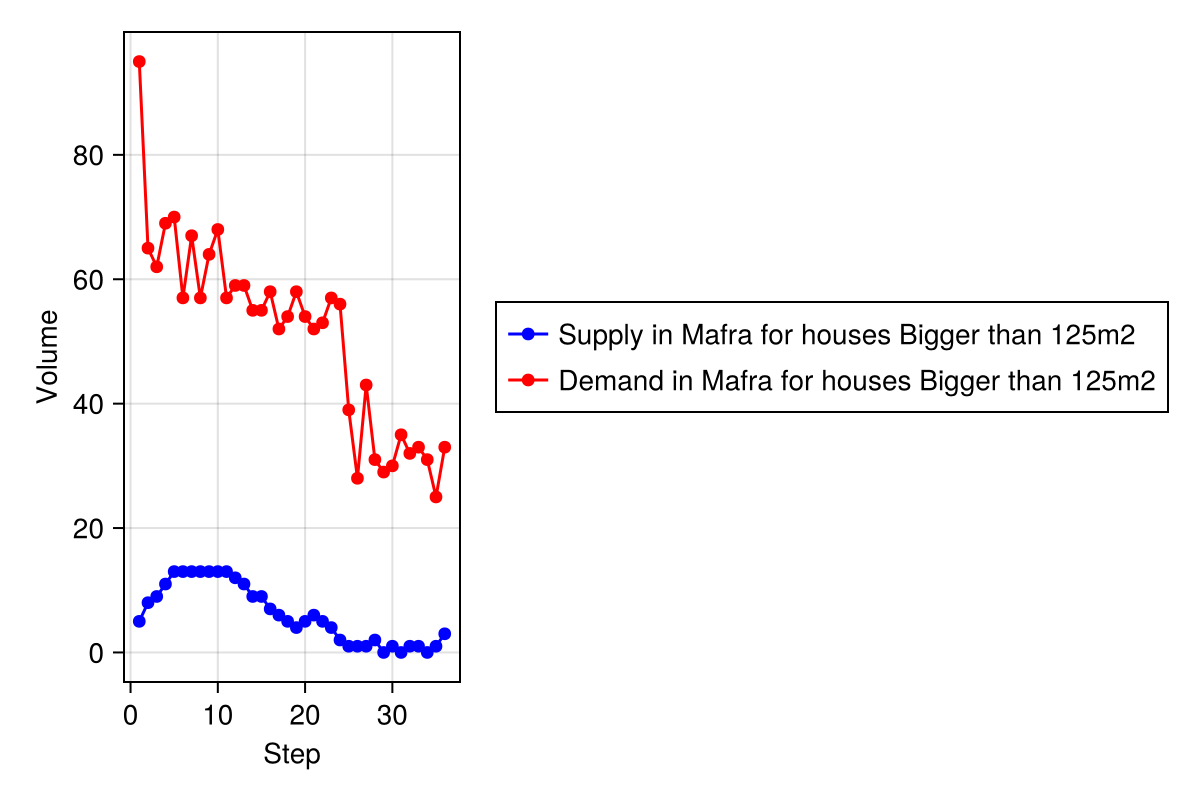 80
60
40
20
0
Volume
0 10 20 30
Step
Supply in Mafra for houses Bigger than 125m2
Demand in Mafra for houses Bigger than 125m2